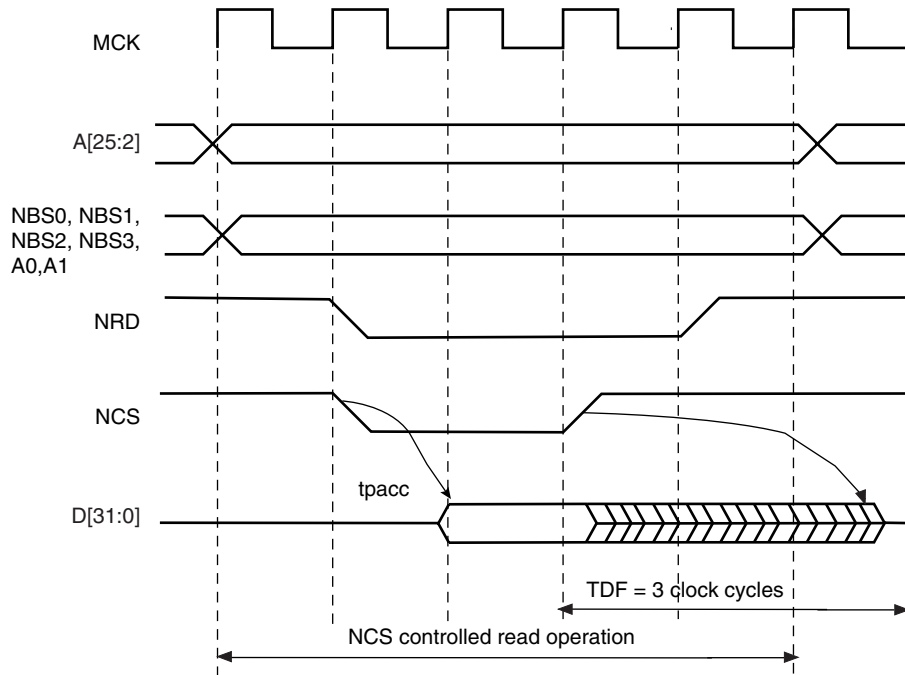 MCK
A[25:2]
NBS0, NBS1,
NBS2, NBS3,
A0,A1
NRD
NCS
tpacc
D[31:0]
TDF = 3 clock cycles
NCS controlled read operation